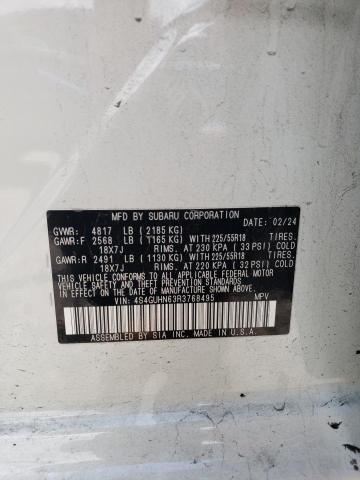 MFD BY SUBARU CORPORATION DATE: 02/24
GVWR: 4817 LB (2185 KG)
GAWR:F 2568 LB (1165 KG) WITH 225/55R18 TIRES.
18X7J RIMS. AT 230 KPA (33 PSI) COLD S
GAWR:R 2491 LB (1130 KG) WITH 225/55R18 TIRES.
18X7J RIMS. AT 220 KPA (32 PSI) COLD S
THIS VEHICLE CONFORMS TO ALL APPLICABLE FEDERAL MOTOR
VEHICLE SAFETY AND THEFT PREVENTION STANDARDS IN
EFFECT ON THE DATE OF MANUFACTURE SHOWN ABOVE.
VIN: 4S4GUHN63R3768495 MPV
ASSEMBLED BY SIA MADE IN U.S.A.